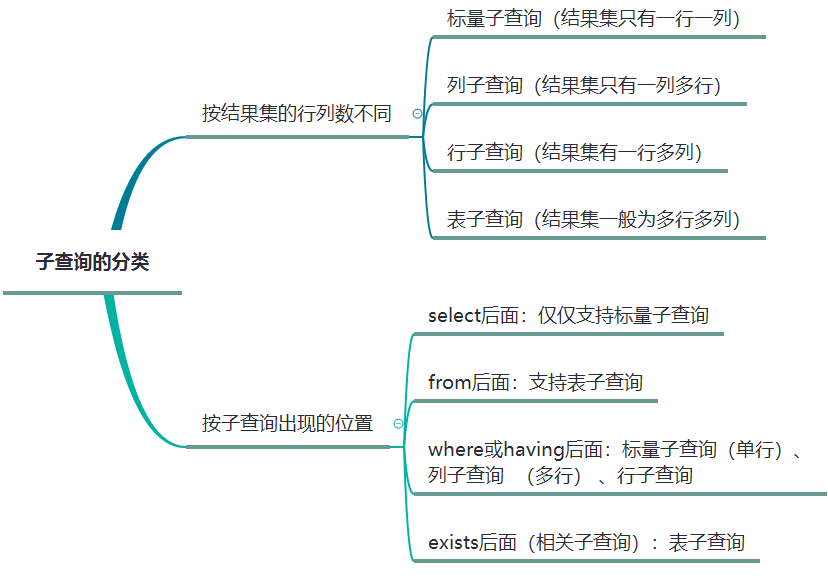 子查询的分类
按结果集的行列数不同
标量子查询（结果集只有一行一列）
列子查询（结果集只有一列多行）
行子查询（结果集有一行多列）
表子查询（结果集一般为多行多列）
按子查询出现的位置
select后面：仅仅支持标量子查询
from后面：支持表子查询
where或having后面：标量子查询（单行）、
列子查询 （多行） 、行子查询
exists后面（相关子查询）：表子查询